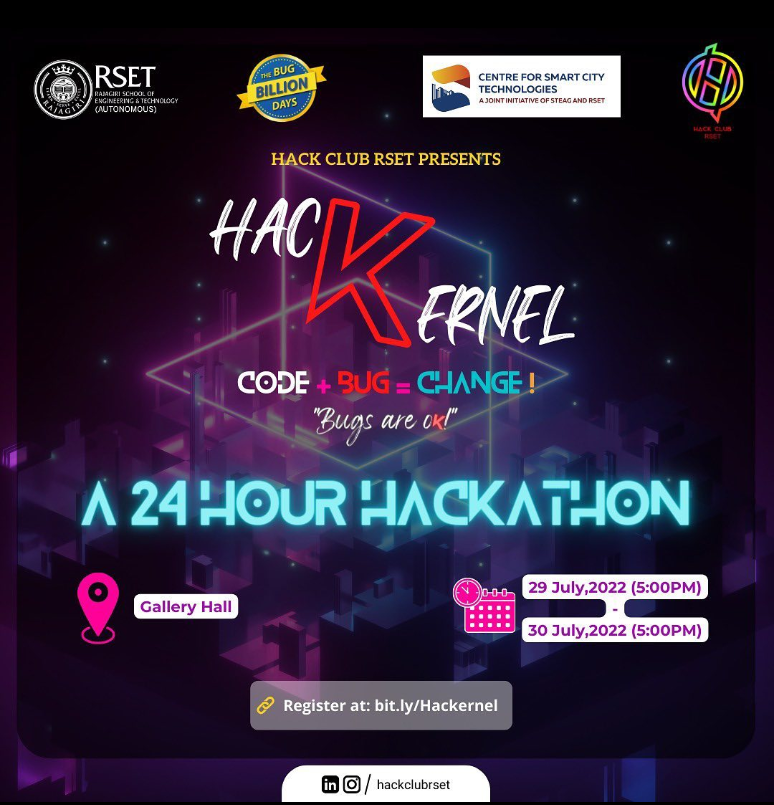 RSET
RAJAGIRI SCHOOL OF
ENGINEERING & TECHNOLOGY
(AUTONOMOUS)
RAJAGIRI
THE BUG
BILLION
DAYS
CENTRE FOR SMART CITY
TECHNOLOGIES
A JOINT INITIATIVE OF STEAG AND RSET
HACK CLUB
RSET
HACK CLUB RSET PRESENTS
HACKERNEL
CODE + BUG = CHANGE !
"Bugs are ok!"
A 24 HOUR HACKATHON
Gallery Hall
29 July,2022 (5:00PM)
-
30 July,2022 (5:00PM)
Register at: bit.ly/Hackernel
in / hackclubrset